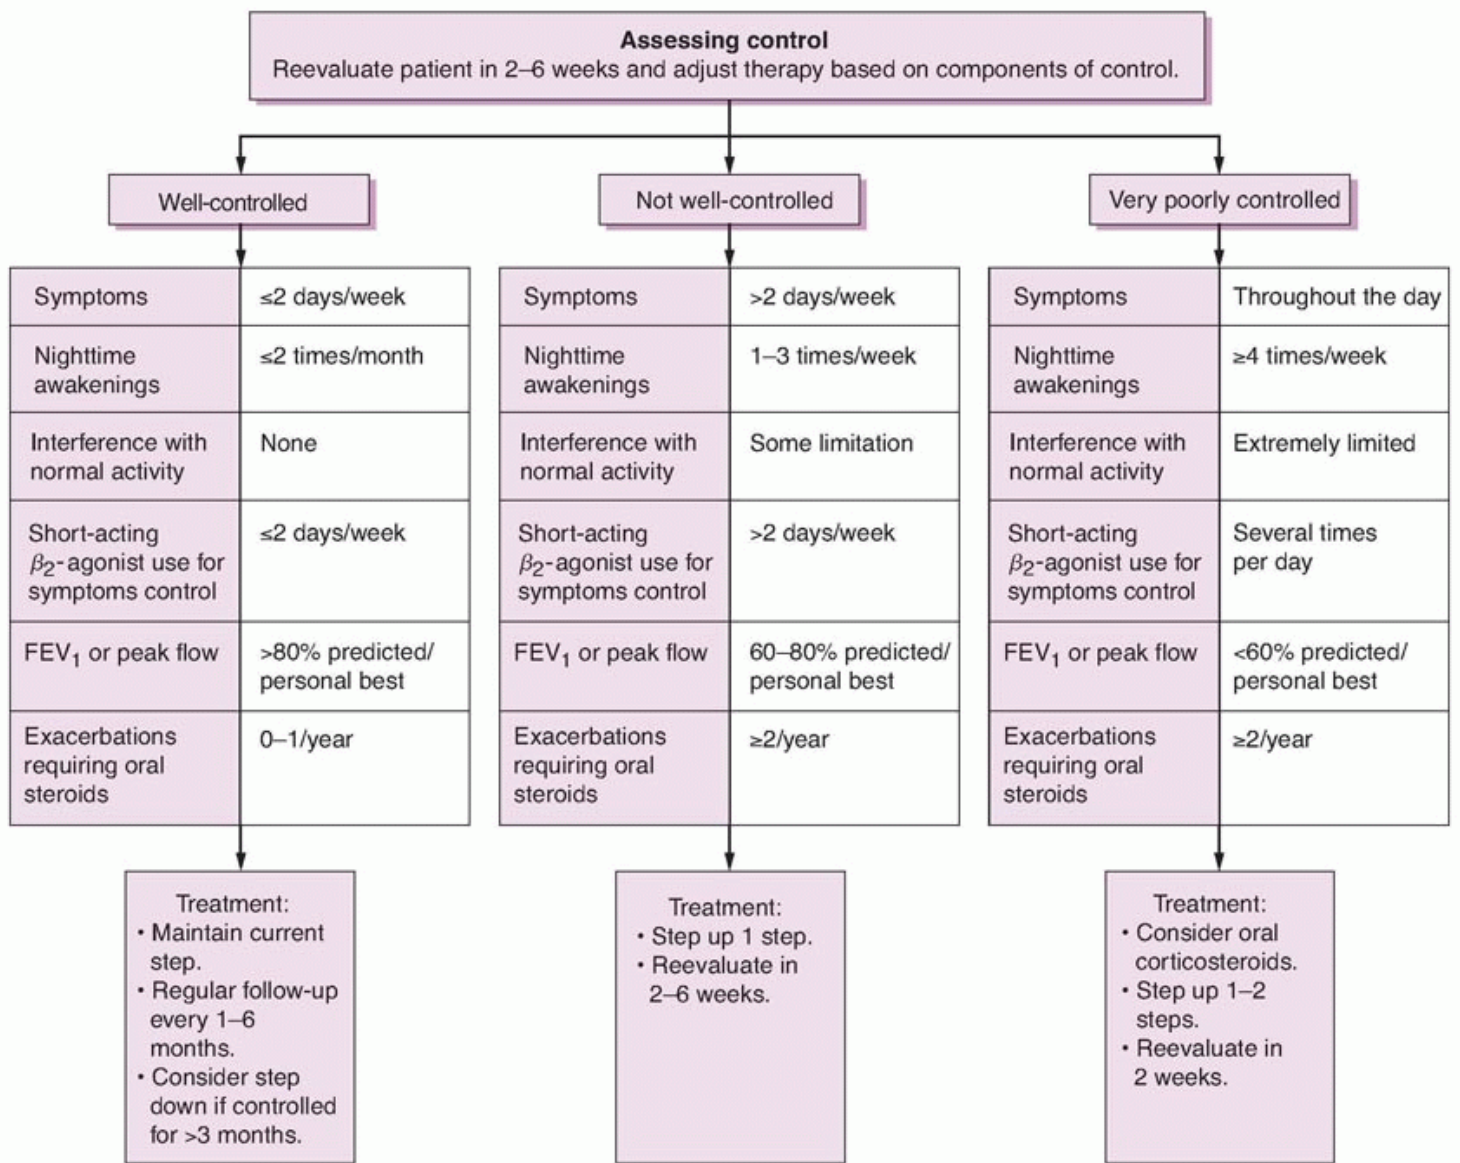 Assessing control
Reevaluate patient in 2–6 weeks and adjust therapy based on components of control.
Well-controlled
Symptoms
≤2 days/week
Nighttime
awakenings
≤2 times/month
Interference with
normal activity
None
Short-acting
β2-agonist use for
symptoms control
≤2 days/week
FEV1 or peak flow
>80% predicted/
personal best
Exacerbations
requiring oral
steroids
0–1/year
Treatment:
• Maintain current
step.
• Regular follow-up
every 1–6
months.
• Consider step
down if controlled
for >3 months.
Not well-controlled
Symptoms
>2 days/week
Nighttime
awakenings
1–3 times/week
Interference with
normal activity
Some limitation
Short-acting
β2-agonist use for
symptoms control
>2 days/week
FEV1 or peak flow
60–80% predicted/
personal best
Exacerbations
requiring oral
steroids
≥2/year
Treatment:
• Step up 1 step.
• Reevaluate in
2–6 weeks.
Very poorly controlled
Symptoms
Throughout the day
Nighttime
awakenings
≥4 times/week
Interference with
normal activity
Extremely limited
Short-acting
β2-agonist use for
symptoms control
Several times
per day
FEV1 or peak flow
<60% predicted/
personal best
Exacerbations
requiring oral
steroids
≥2/year
Treatment:
• Consider oral
corticosteroids.
• Step up 1–2
steps.
• Reevaluate in
2 weeks.